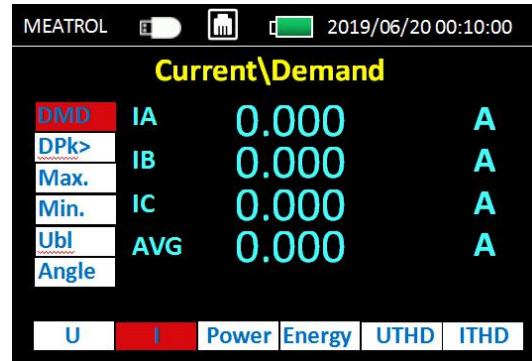 MEATROL 2019/06/20 00:10:00
Current\Demand
DMD IA 0.000 A
DPk>
IB 0.000 A
Max.
Min. IC 0.000 A
Ubl AVG 0.000 A
Angle
U I Power Energy UTHD ITHD